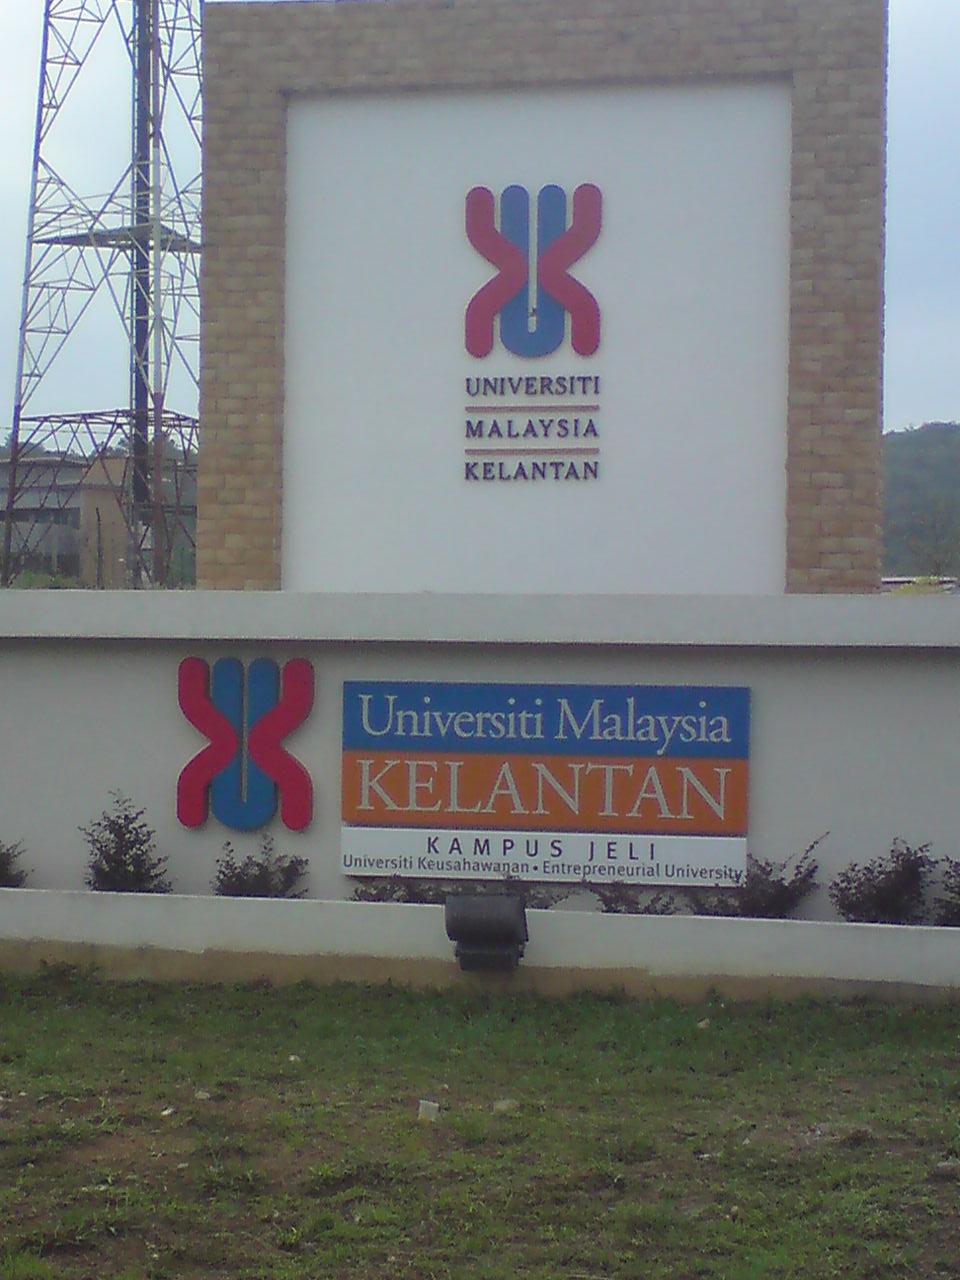 UNIVERSITI
MALAYSIA
KELANTAN
Universiti Malaysia
KELANTAN
KAMPUS JELI
Universiti Keusahawanan • Entrepreneurial University